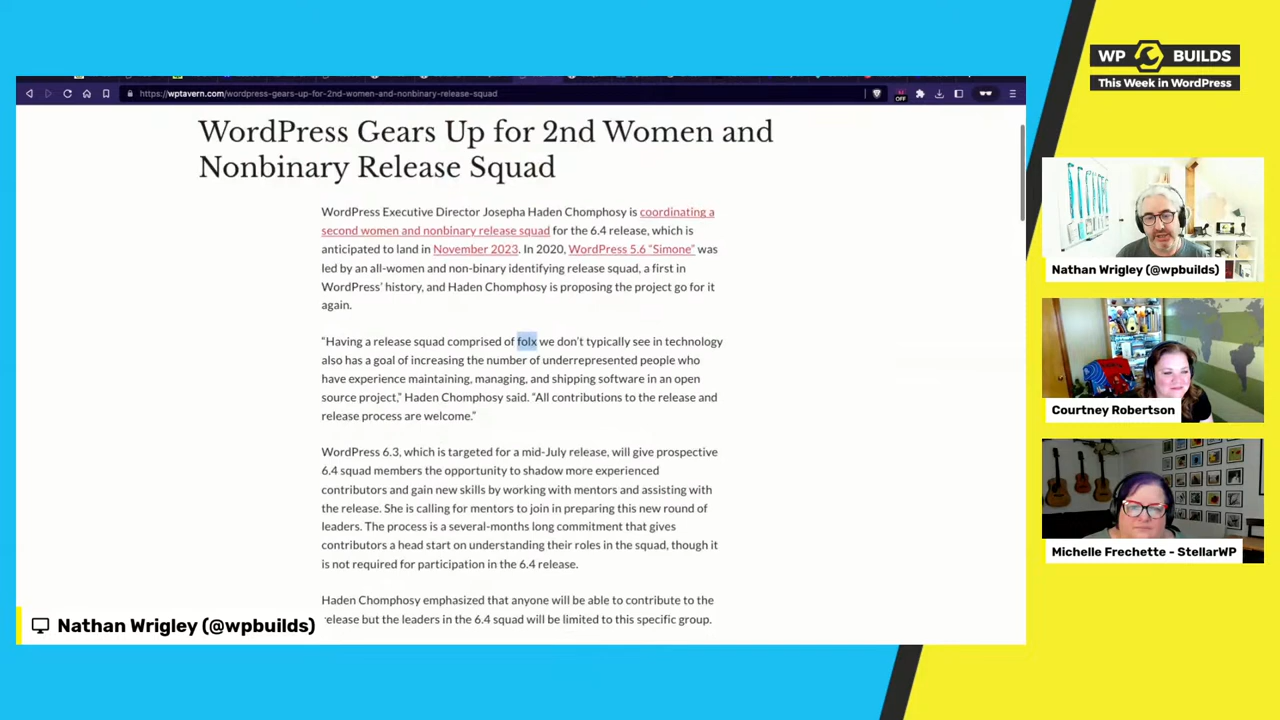 WP BUILDS
This Week in WordPress
https://wptavern.com/wordpress-gears-up-for-2nd-women-and-nonbinary-release-squad
OFF
WordPress Gears Up for 2nd Women and
Nonbinary Release Squad
WordPress Executive Director Josepha Haden Chomphosy is coordinating a
second women and nonbinary release squad for the 6.4 release, which is
anticipated to land in November 2023. In 2020, WordPress 5.6 “Simone” was
led by an all-women and non-binary identifying release squad, a first in
WordPress’ history, and Haden Chomphosy is proposing the project go for it
again.
“Having a release squad comprised of folx we don’t typically see in technology
also has a goal of increasing the number of underrepresented people who
have experience maintaining, managing, and shipping software in an open
source project,” Haden Chomphosy said. “All contributions to the release and
release process are welcome.”
WordPress 6.3, which is targeted for a mid-July release, will give prospective
6.4 squad members the opportunity to shadow more experienced
contributors and gain new skills by working with mentors and assisting with
the release. She is calling for mentors to join in preparing this new round of
leaders. The process is a several-months long commitment that gives
contributors a head start on understanding their roles in the squad, though it
is not required for participation in the 6.4 release.
Haden Chomphosy emphasized that anyone will be able to contribute to the
release but the leaders in the 6.4 squad will be limited to this specific group.
Nathan Wrigley (@wpbuilds)
Nathan Wrigley (@wpbuilds)
Courtney Robertson
Michelle Frechette - StellarWP